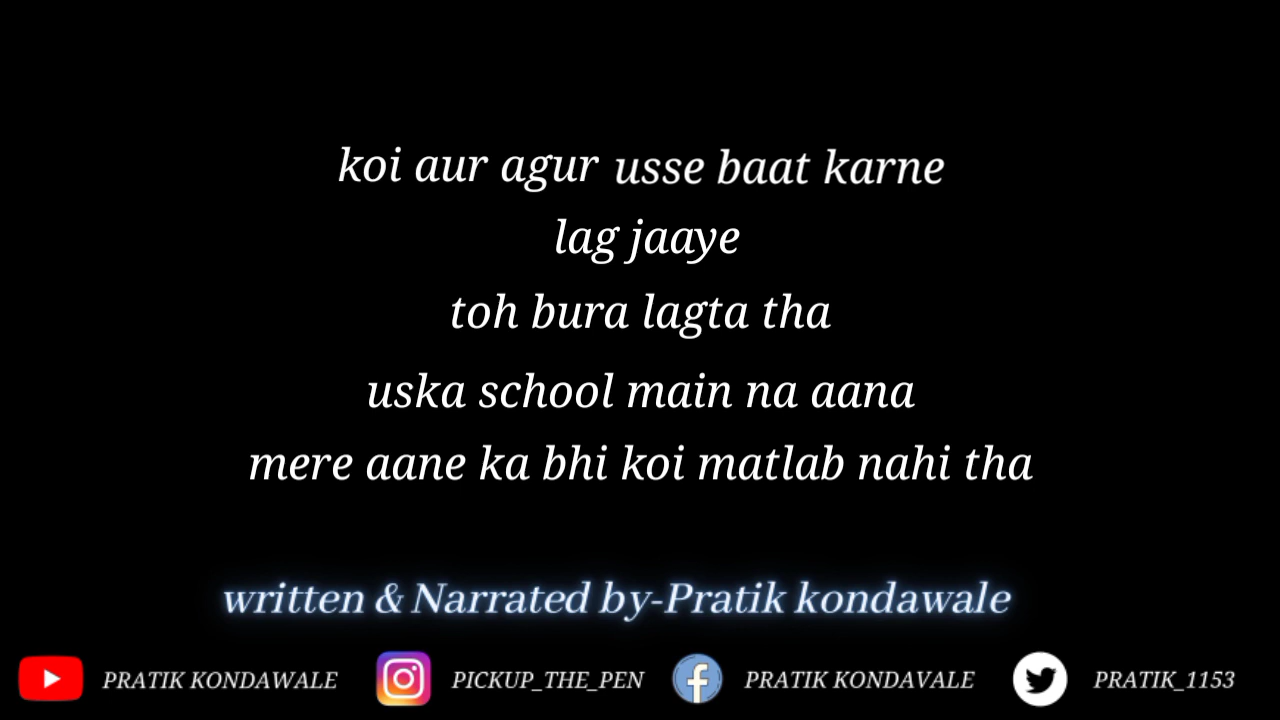 koi aur agur usse baat karne
lag jaaye
toh bura lagta tha
uska school main na aana
mere aane ka bhi koi matlab nahi tha
written & Narrated by-Pratik kondawale
PRATIK KONDAWALE PICKUP_THE_PEN PRATIK KONDAVALE PRATIK_1153